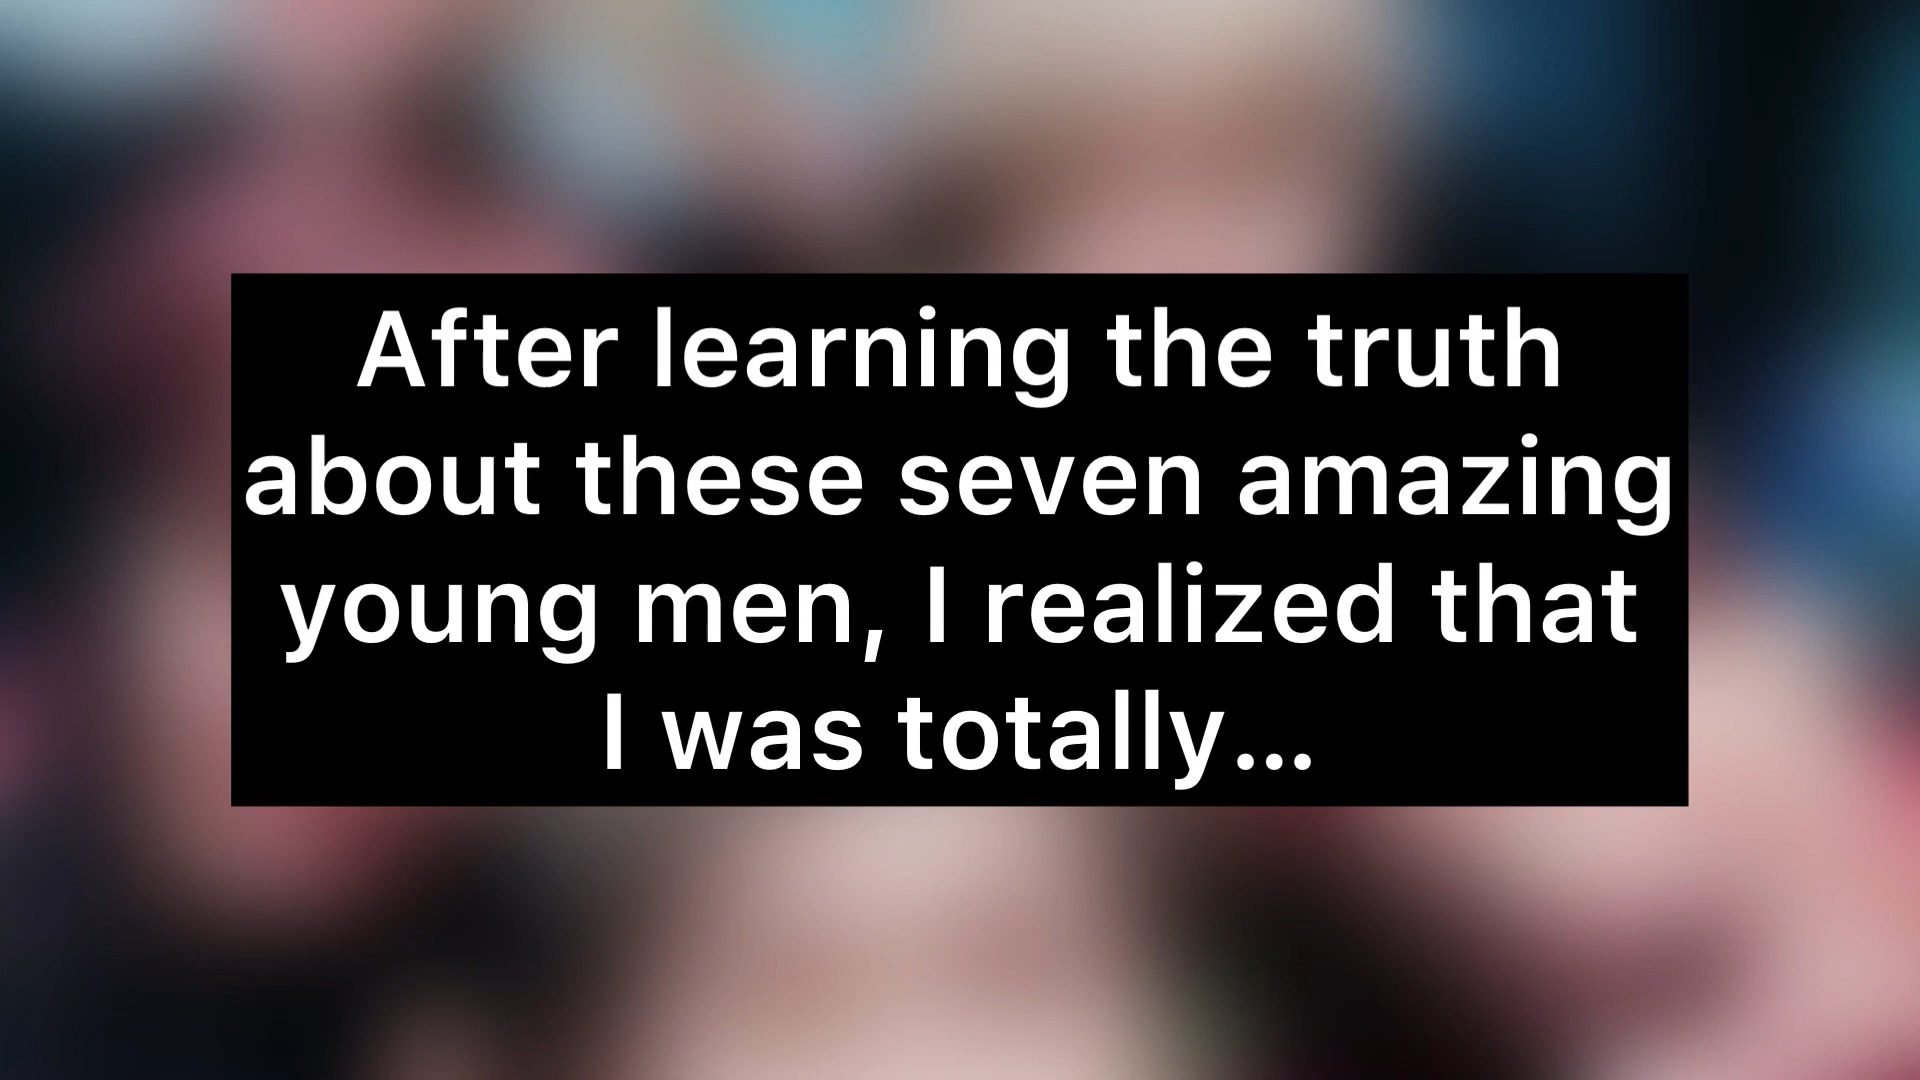 After learning the truth
about these seven amazing
young men, I realized that
I was totally...